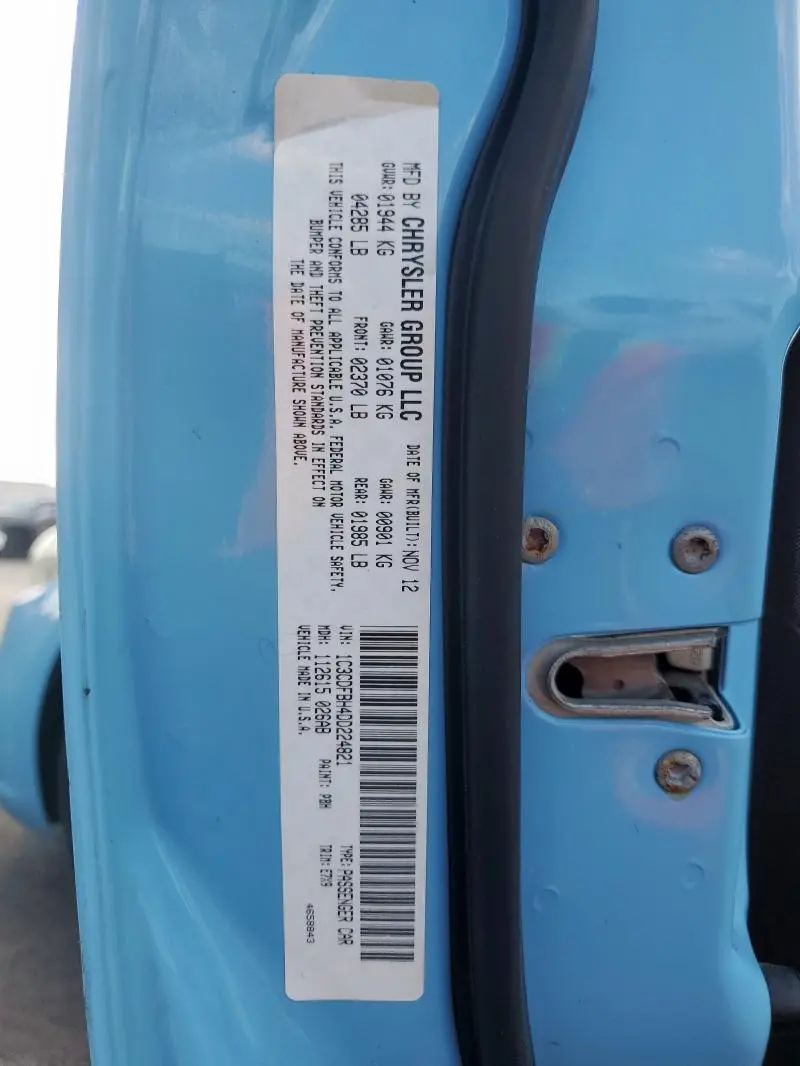 MFD BY CHRYSLER GROUP LLC DATE OF MFR(BUILT): NOV 12
GVWR: 01944 KG GAWR: 01076 KG GAWR: 00901 KG
04285 LB FRONT: 02370 LB REAR: 01985 LB
THIS VEHICLE CONFORMS TO ALL APPLICABLE U.S.A. FEDERAL MOTOR VEHICLE SAFETY,
BUMPER AND THEFT PREVENTION STANDARDS IN EFFECT ON
THE DATE OF MANUFACTURE SHOWN ABOVE.
VIN: 1C3CDFBH4DD224821 TYPE: PASSENGER CAR
MDH: 112615 026AB PAINT: PBH TRIM: E7X9
VEHICLE MADE IN U.S.A. 4658843